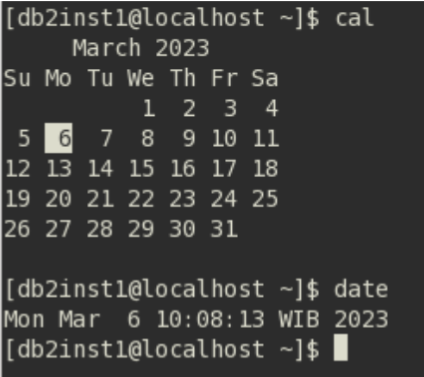 [db2inst1@localhost ~]$ cal
     March 2023
Su Mo Tu We Th Fr Sa
          1  2  3  4
 5  6  7  8  9 10 11
12 13 14 15 16 17 18
19 20 21 22 23 24 25
26 27 28 29 30 31

[db2inst1@localhost ~]$ date
Mon Mar  6 10:08:13 WIB 2023
[db2inst1@localhost ~]$